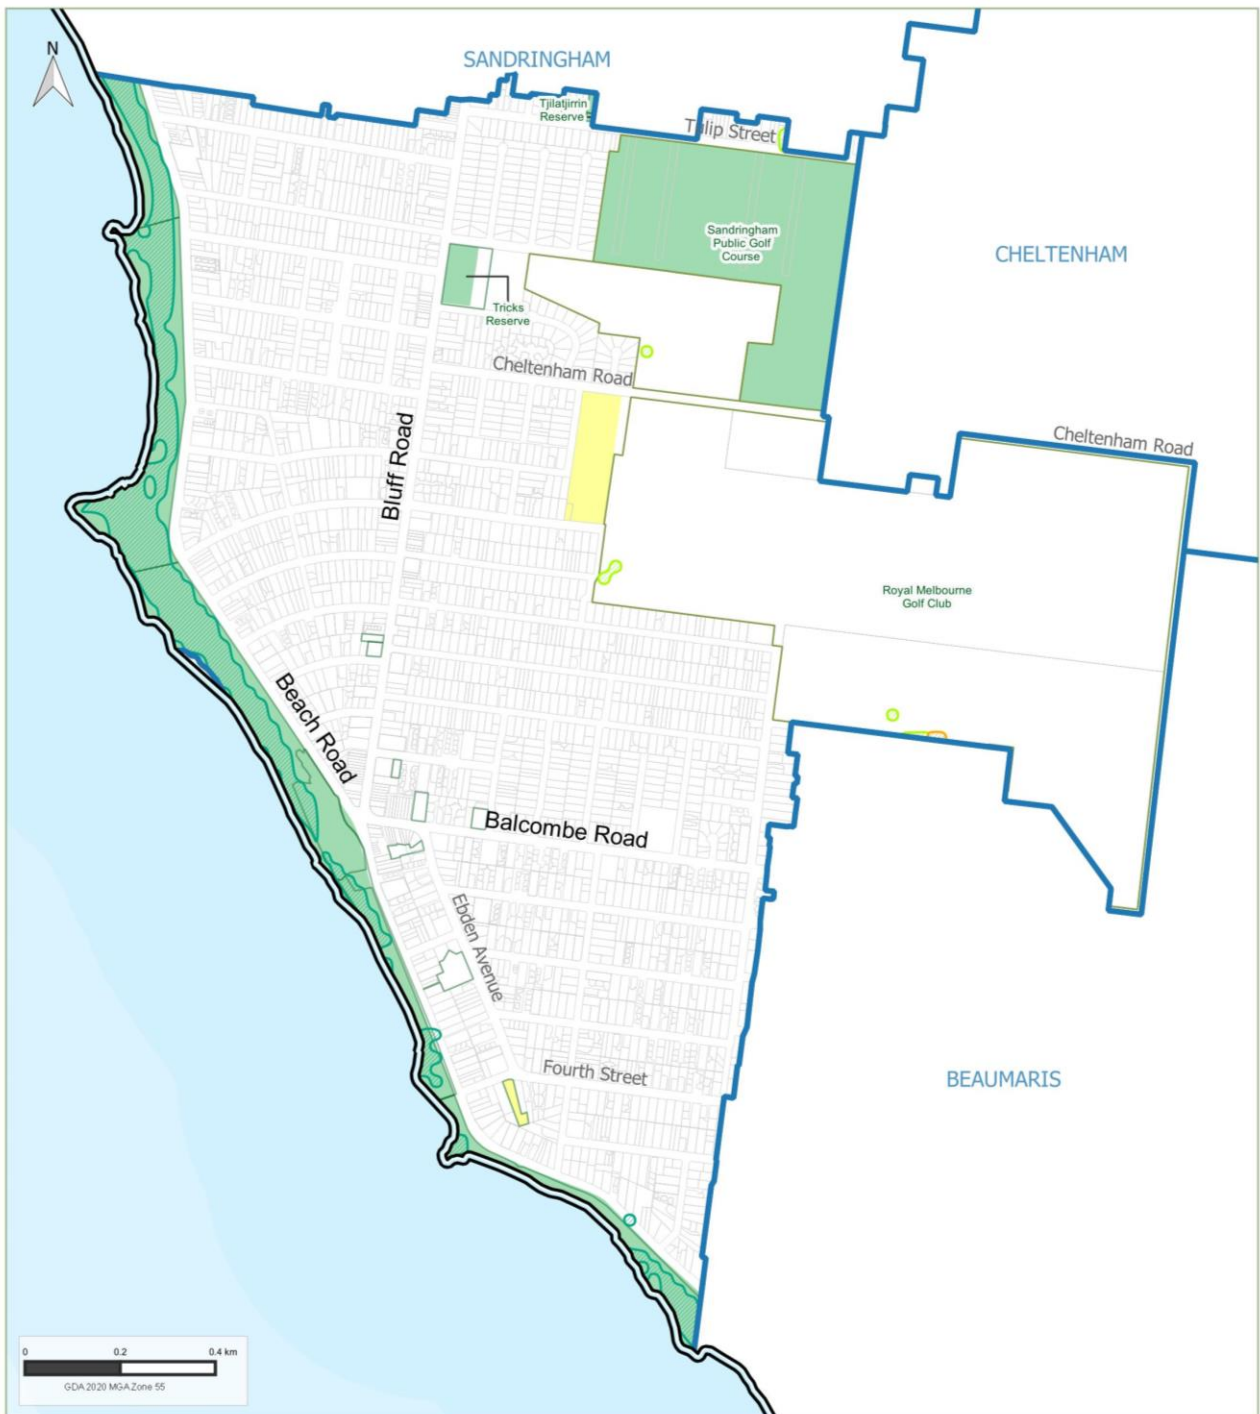 N
SANDRINGHAM
Tjilatjirrin
Reserve
Tulip Street
Sandringham
Public Golf
Course
CHELTENHAM
Tricks
Reserve
Cheltenham Road
Cheltenham Road
Bluff Road
Royal Melbourne
Golf Club
Beach Road
Balcombe Road
Ebden Avenue
Fourth Street
BEAUMARIS
0 0.2 0.4 km
GDA 2020 MGA Zone 55